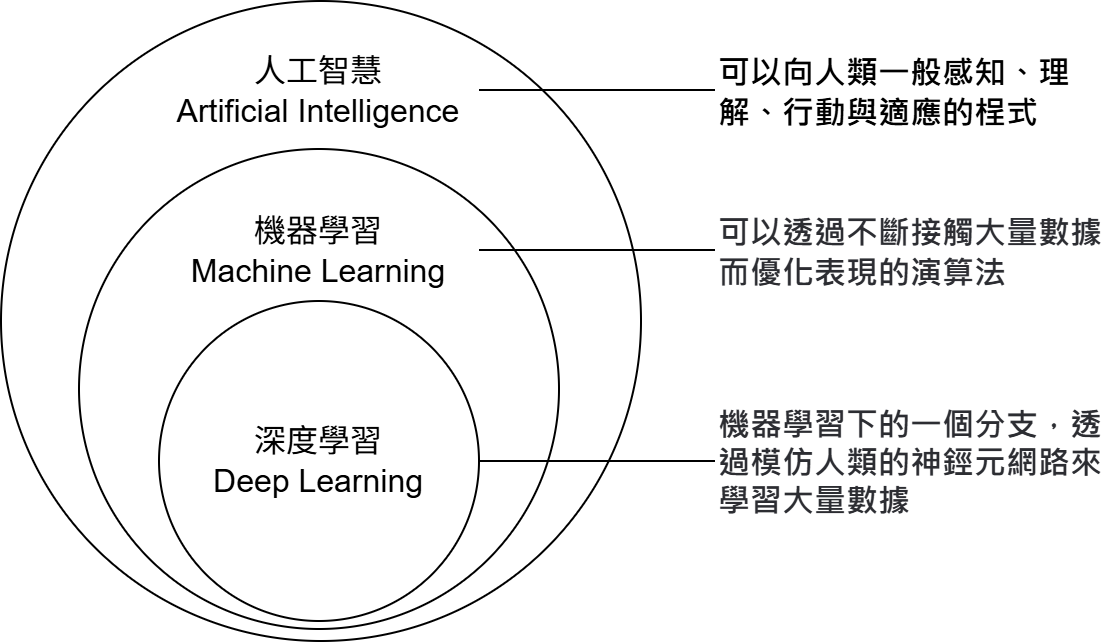 人工智慧
Artificial Intelligence
可以向人類一般感知、理
解、行動與適應的桯式
機器學習
Machine Learning
可以透過不斷接觸大量數據
而優化表現的演算法
深度學習
Deep Learning
機器學習下的一個分支，透
過模仿人類的神經元網路來
學習大量數據